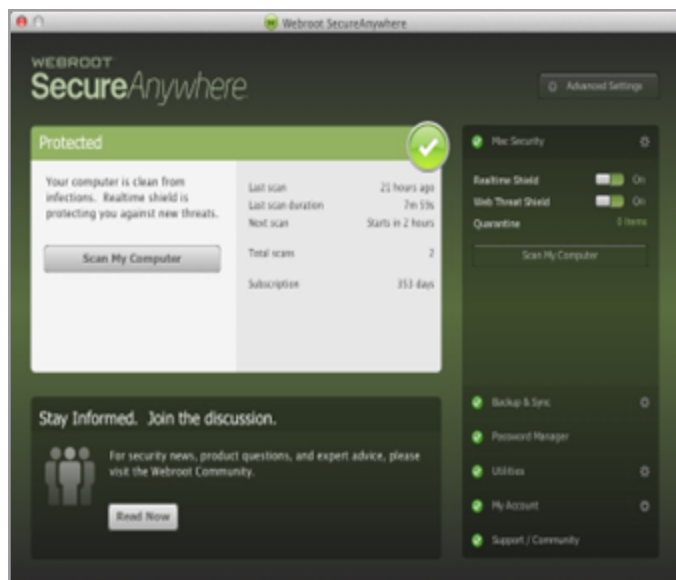 Webroot SecureAnywhere
WEBROOT
SecureAnywhere
Advanced Settings
Protected
Your computer is clean from
infections. Realtime shield is
protecting you against new threats.
Scan My Computer
Last scan 21 hours ago
Last scan duration 7m 59s
Next scan Starts in 2 hours
Total scans 2
Subscription 353 days
Mac Security
Realtime Shield On
Web Threat Shield On
Quarantine 0 Items
Scan My Computer
Backup & Sync
Password Manager
Utilities
My Account
Support / Community
Stay Informed. Join the discussion.
For security news, product questions, and expert advice, please
visit the Webroot Community.
Read Now